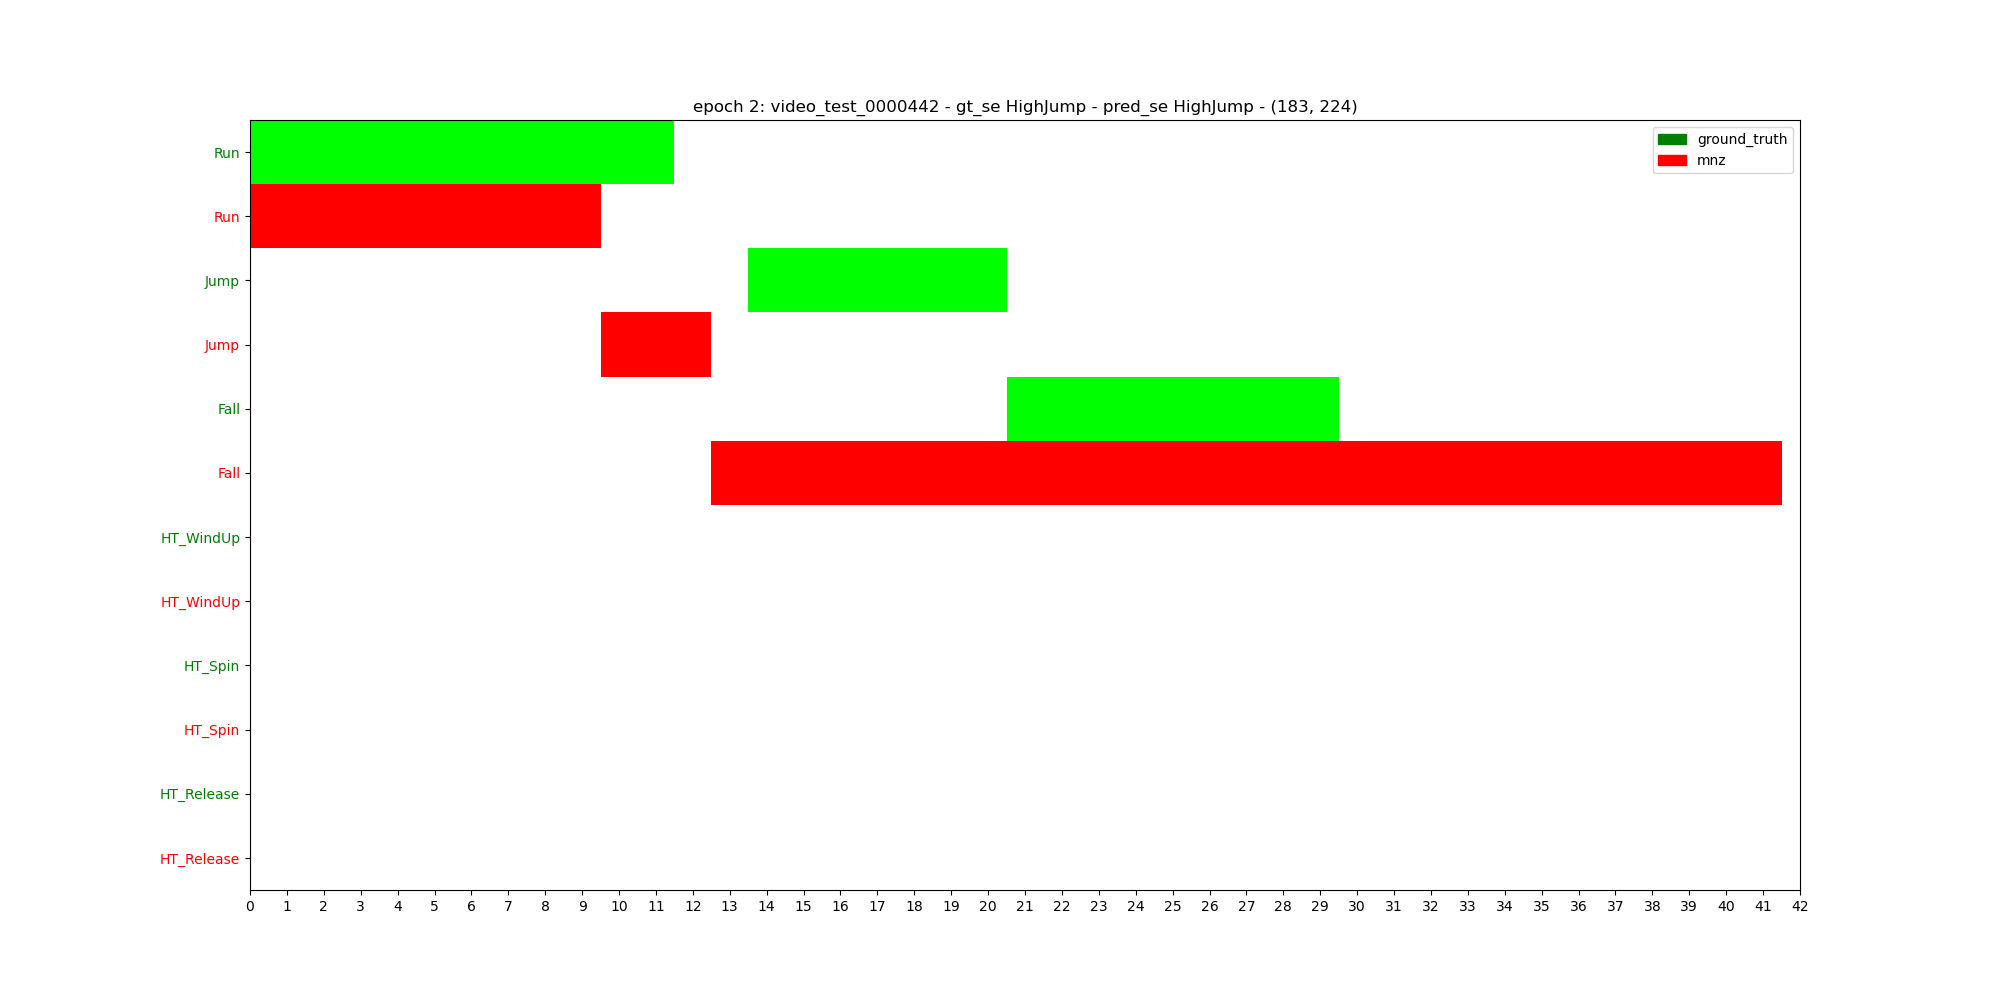 epoch 2: video_test_0000442 - gt_se HighJump - pred_se HighJump - (183, 224)
ground_truth
mnz
Run
Run
Jump
Jump
Fall
Fall
HT_WindUp
HT_WindUp
HT_Spin
HT_Spin
HT_Release
HT_Release
0 1 2 3 4 5 6 7 8 9 10 11 12 13 14 15 16 17 18 19 20 21 22 23 24 25 26 27 28 29 30 31 32 33 34 35 36 37 38 39 40 41 42